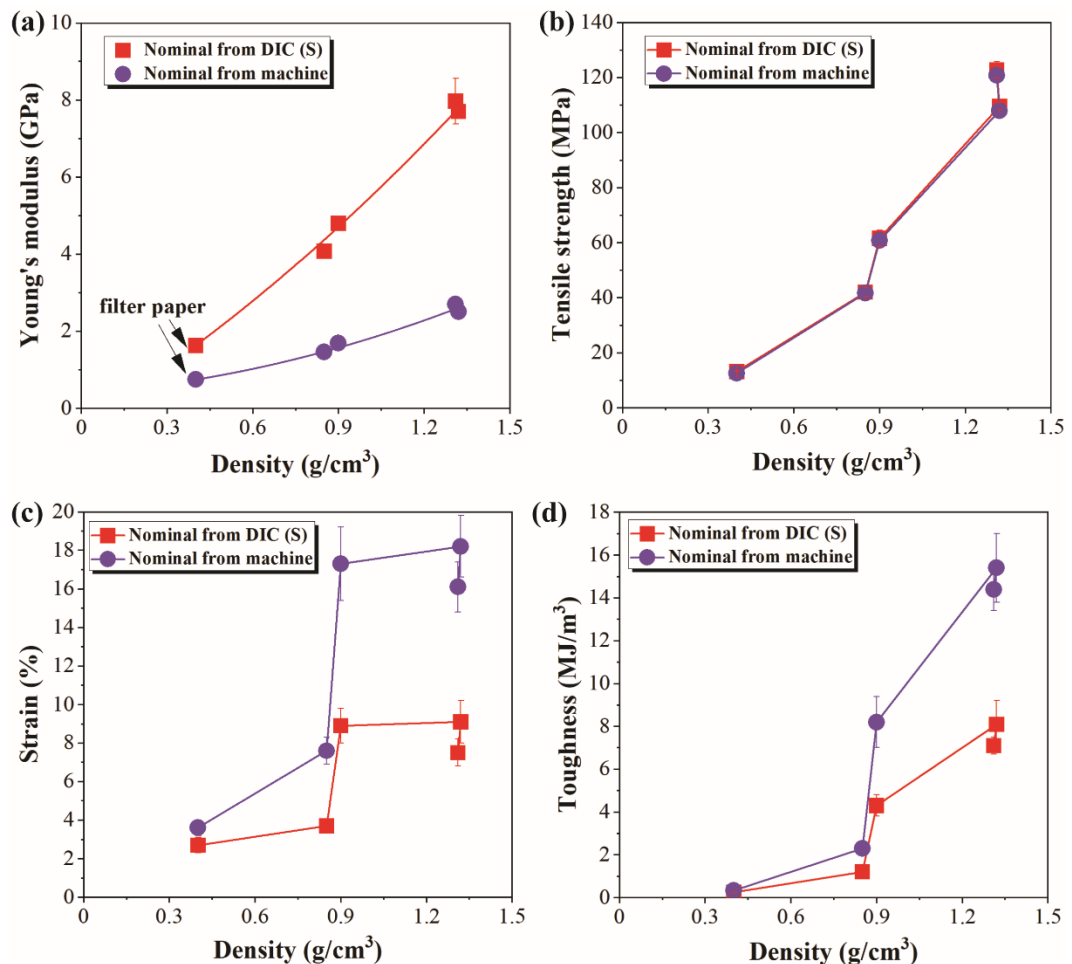 (a)
10
8
6
4
2
0
Young's modulus (GPa)
Nominal from DIC (S)
Nominal from machine
filter paper
0 0.3 0.6 0.9 1.2 1.5
Density (g/cm³)
(b)
140
120
100
80
60
40
20
0
Tensile strength (MPa)
Nominal from DIC (S)
Nominal from machine
0 0.3 0.6 0.9 1.2 1.5
Density (g/cm³)
(c)
20
18
16
14
12
10
8
6
4
2
0
Strain (%)
Nominal from DIC (S)
Nominal from machine
0 0.3 0.6 0.9 1.2 1.5
Density (g/cm³)
(d)
18
16
14
12
10
8
6
4
2
0
Toughness (MJ/m³)
Nominal from DIC (S)
Nominal from machine
0 0.3 0.6 0.9 1.2 1.5
Density (g/cm³)